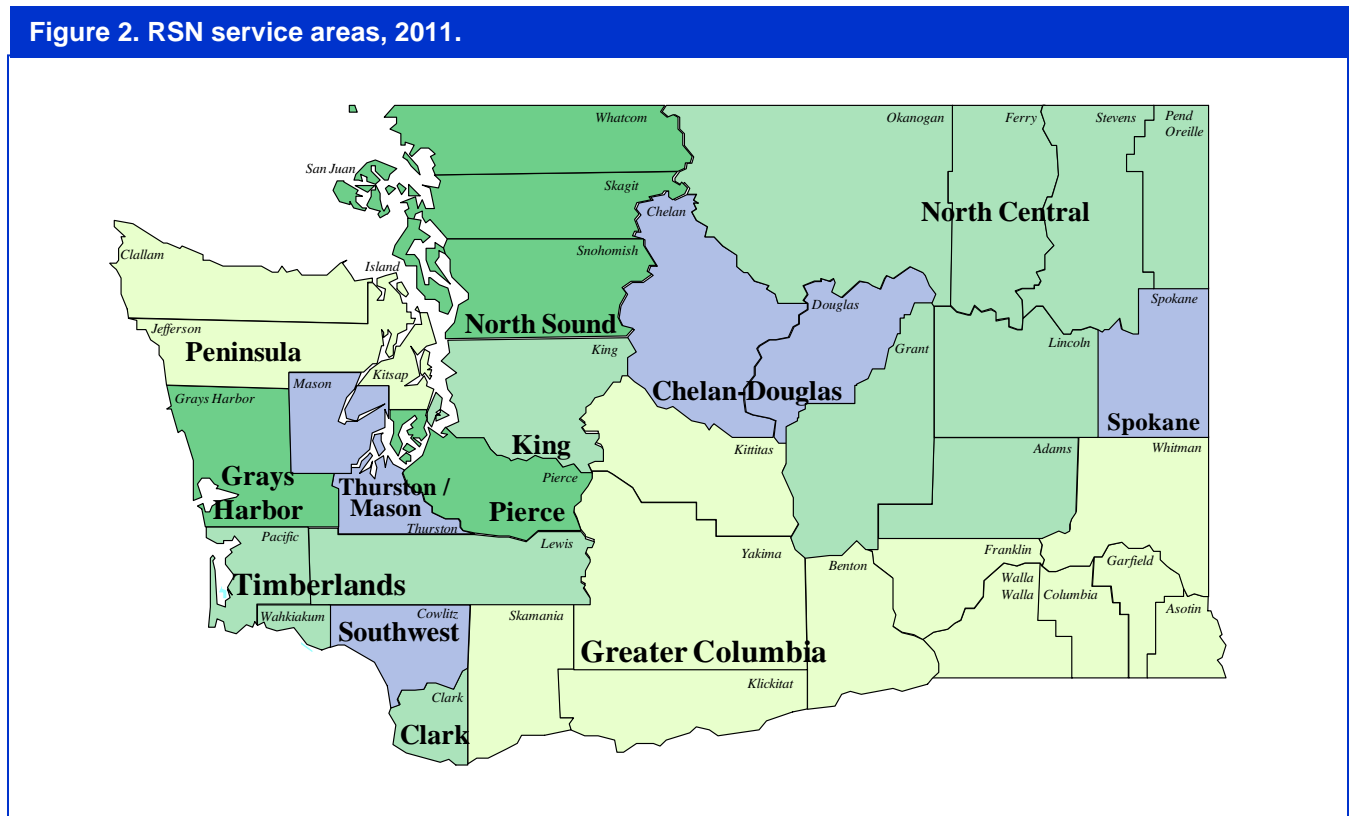 Figure 2. RSN service areas, 2011.
Whatcom
Okanogan
Ferry
Stevens
Pend
Oreille
San Juan
Skagit
Chelan
North Central
Snohomish
Clallam
Island
Spokane
Douglas
Jefferson
North Sound
Peninsula
King
Lincoln
Grant
Mason
Kitsap
Chelan-Douglas
Grays Harbor
Spokane
King
Kittitas
Adams
Whitman
Grays
Harbor
Thurston /
Mason
Pierce
Pierce
Thurston
Pacific
Lewis
Yakima
Benton
Franklin
Garfield
Walla
Walla
Columbia
Asotin
Timberlands
Wahkiakum
Cowlitz
Skamania
Southwest
Greater Columbia
Klickitat
Clark
Clark